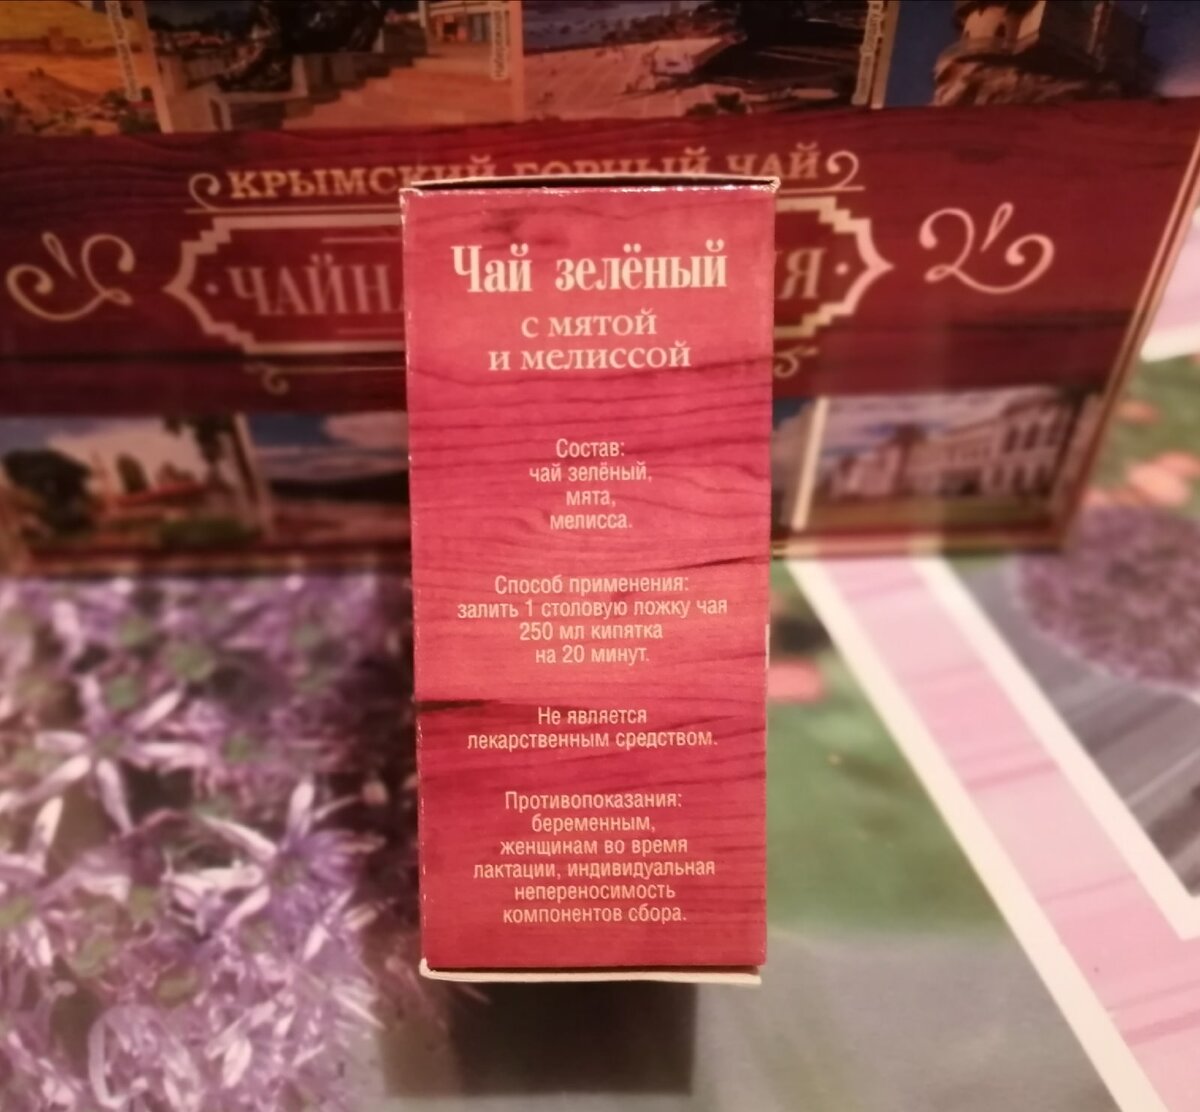 КРЫМСКИЙ ГОРНЫЙ ЧАЙ
Чай зелёный
с мятой
и мелиссой
Состав:
чай зелёный,
мята,
мелисса.
Способ применения:
залить 1 столовую ложку чая
250 мл кипятка
на 20 минут.
Не является
лекарственным средством.
Противопоказания:
беременным,
женщинам во время
лактации, индивидуальная
непереносимость
компонентов сбора.